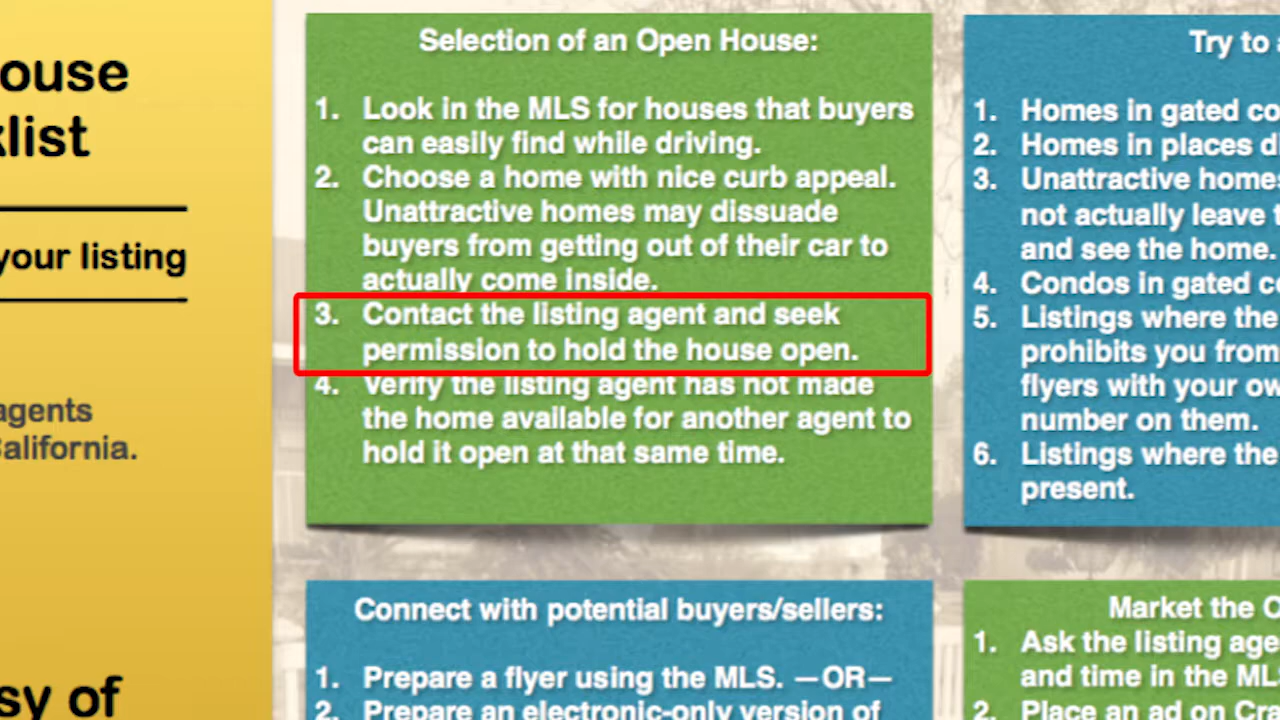 ouse
list
your listing
agents
California.
sy of
Selection of an Open House:
1. Look in the MLS for houses that buyers
can easily find while driving.
2. Choose a home with nice curb appeal.
Unattractive homes may dissuade
buyers from getting out of their car to
actually come inside.
3. Contact the listing agent and seek
permission to hold the house open.
4. Verify the listing agent has not made
the home available for another agent to
hold it open at that same time.
Try to
1. Homes in gated co
2. Homes in places d
3. Unattractive homes
not actually leave
and see the home.
4. Condos in gated c
5. Listings where the
prohibits you from
flyers with your ow
number on them.
6. Listings where the
present.
Connect with potential buyers/sellers:
1. Prepare a flyer using the MLS. —OR—
2. Prepare an electronic-only version of
Market the O
1. Ask the listing age
and time in the ML
2. Place an ad on Cra